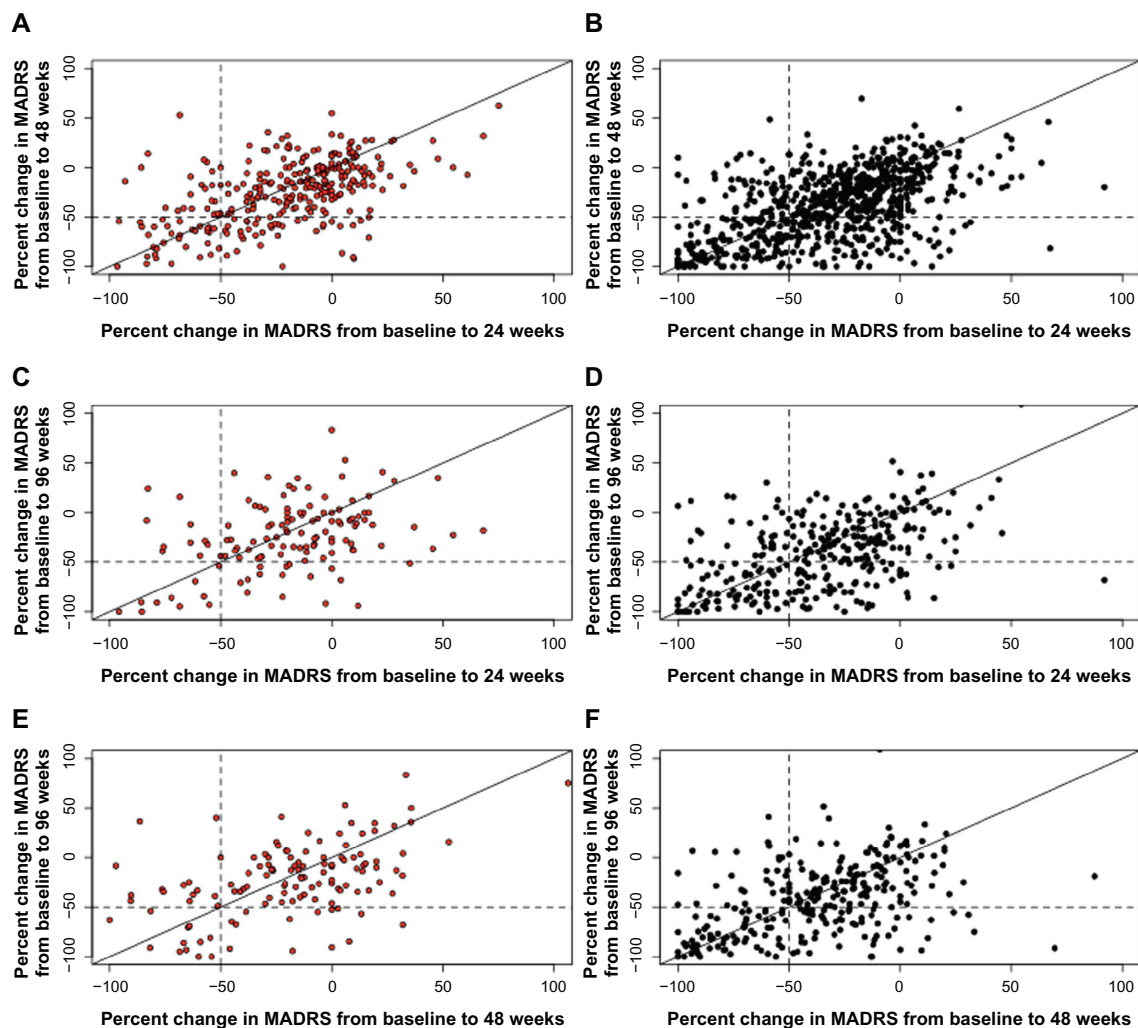 A
B
Percent change in MADRS
from baseline to 48 weeks
100
50
0
−50
−100
−100
−50
0
50
100
Percent change in MADRS from baseline to 24 weeks
Percent change in MADRS
from baseline to 48 weeks
100
50
0
−50
−100
−100
−50
0
50
100
Percent change in MADRS from baseline to 24 weeks
C
D
Percent change in MADRS
from baseline to 96 weeks
100
50
0
−50
−100
−100
−50
0
50
100
Percent change in MADRS from baseline to 24 weeks
Percent change in MADRS
from baseline to 96 weeks
100
50
0
−50
−100
−100
−50
0
50
100
Percent change in MADRS from baseline to 24 weeks
E
F
Percent change in MADRS
from baseline to 96 weeks
100
50
0
−50
−100
−100
−50
0
50
100
Percent change in MADRS from baseline to 48 weeks
Percent change in MADRS
from baseline to 96 weeks
100
50
0
−50
−100
−100
−50
0
50
100
Percent change in MADRS from baseline to 48 weeks